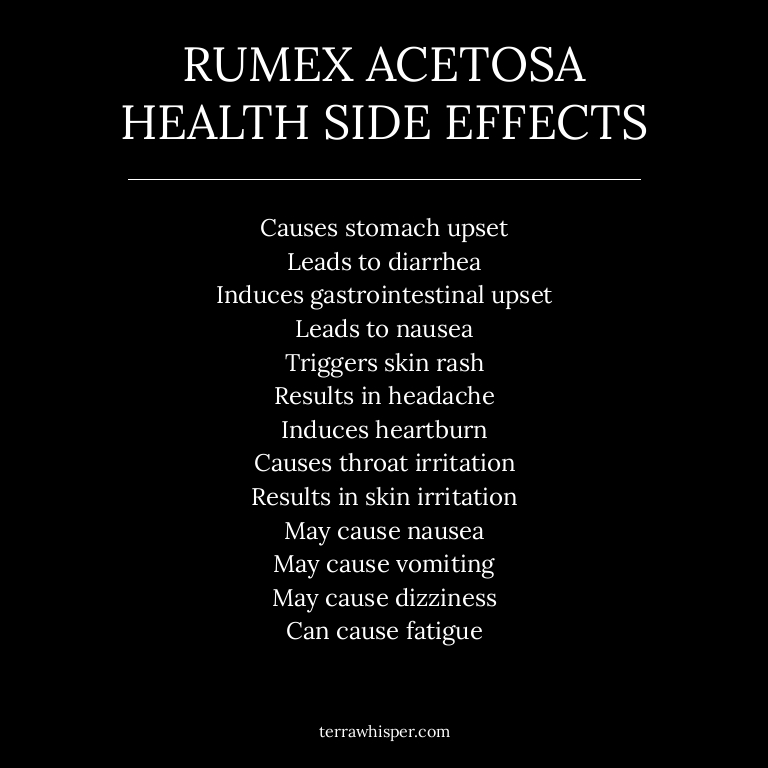 RUMEX ACETOSA
HEALTH SIDE EFFECTS
Causes stomach upset
Leads to diarrhea
Induces gastrointestinal upset
Leads to nausea
Triggers skin rash
Results in headache
Induces heartburn
Causes throat irritation
Results in skin irritation
May cause nausea
May cause vomiting
May cause dizziness
Can cause fatigue
terrawhisper.com